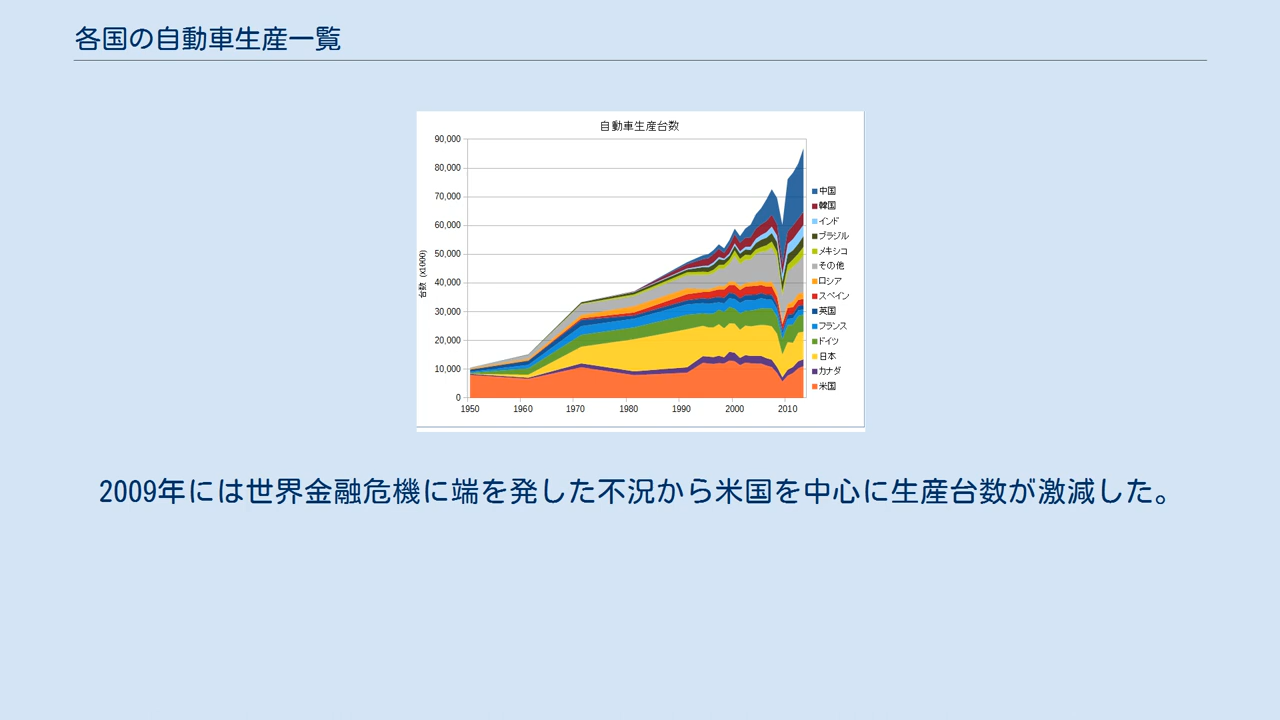 各国の自動車生産一覧
自動車生産台数
90,000
80,000
70,000
60,000
50,000
40,000
30,000
20,000
10,000
0
台数 (x1000)
1950 1960 1970 1980 1990 2000 2010
中国
韓国
インド
ブラジル
メキシコ
その他
ロシア
スペイン
英国
フランス
ドイツ
日本
カナダ
米国
2009年には世界金融危機に端を発した不況から米国を中心に生産台数が激減した。